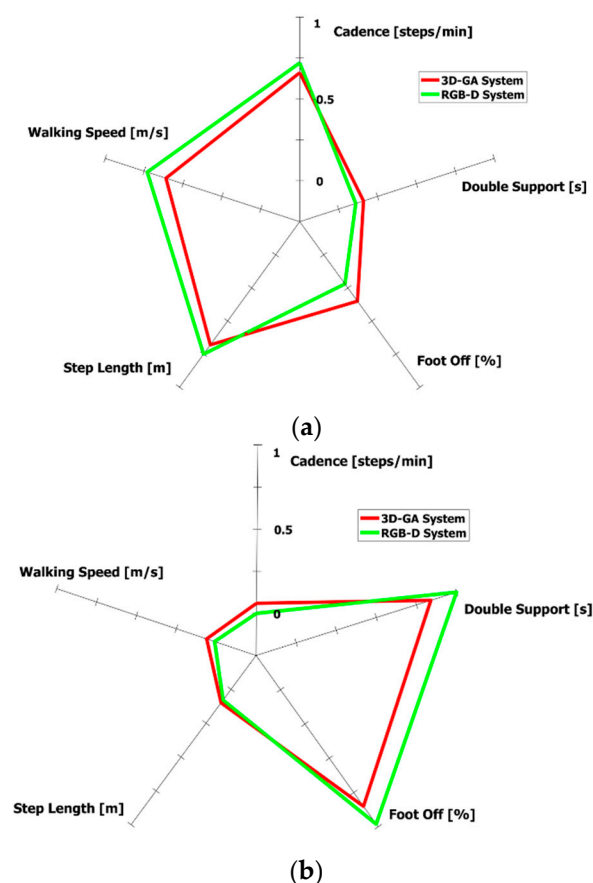 1
Cadence [steps/min]
3D-GA System
RGB-D System
0.5
Walking Speed [m/s]
0
Double Support [s]
Step Length [m]
Foot Off [%]
(a)
1
Cadence [steps/min]
3D-GA System
0.5
RGB-D System
Walking Speed [m/s]
0
Double Support [s]
Step Length [m]
Foot Off [%]
(b)